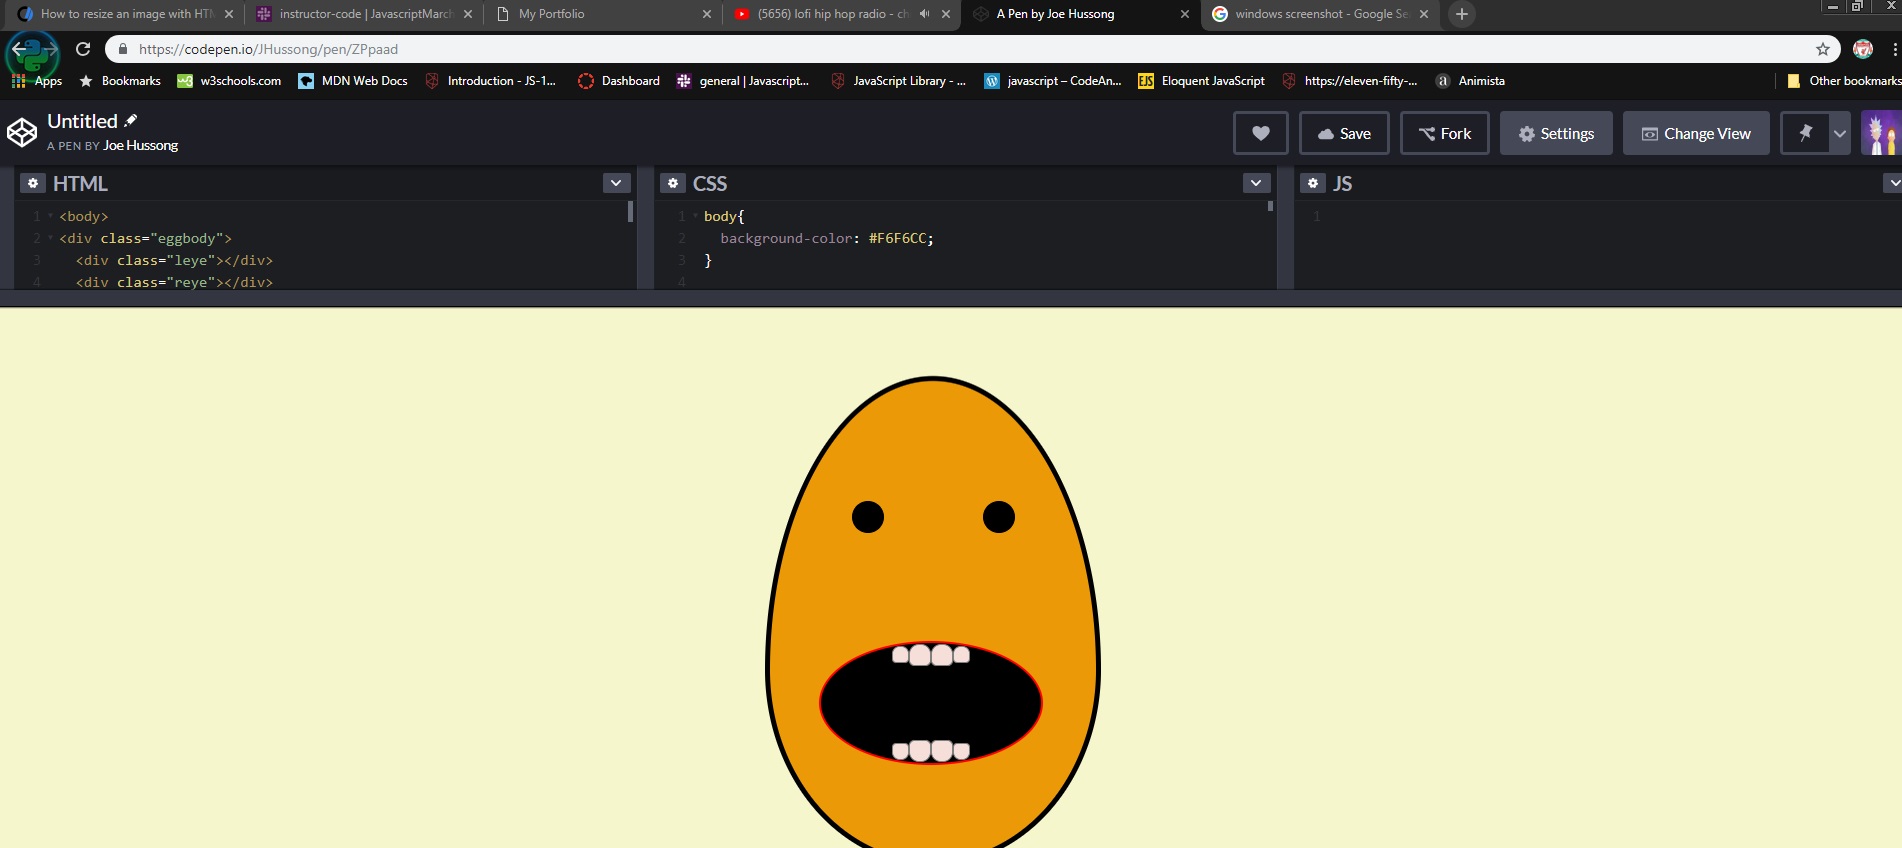 How to resize an image with HTM
instructor-code | JavascriptMarch
My Portfolio
(5656) lofi hip hop radio - ch
A Pen by Joe Hussong
windows screenshot - Google Se
https://codepen.io/JHussong/pen/ZPpaad
Apps
Bookmarks
w3schools.com
MDN Web Docs
Introduction - JS-1...
Dashboard
general | Javascript...
JavaScript Library - ...
javascript – CodeAn...
EJS
Eloquent JavaScript
https://eleven-fifty-...
a
Animista
Other bookmarks
Untitled
A PEN BY Joe Hussong
Save
Fork
Settings
Change View
HTML
1 <body>
2 <div class="eggbody">
3 <div class="leye"></div>
4 <div class="reye"></div>
CSS
1 body{
2 background-color: #F6F6CC;
3 }
4
JS
1